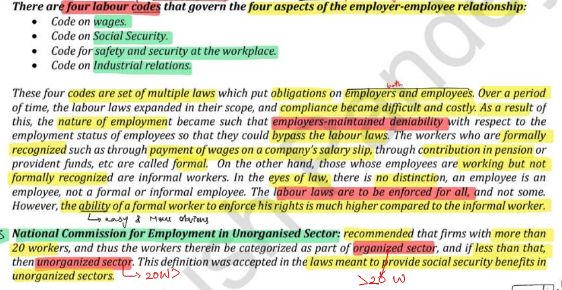 There are four labour codes that govern the four aspects of the employer-employee relationship:
• Code on wages.
• Code on Social Security.
• Code for safety and security at the workplace.
• Code on Industrial relations.
both
These four codes are set of multiple laws which put obligations on employers and employees. Over a period
of time, the labour laws expanded in their scope, and compliance became difficult and costly. As a result of
this, the nature of employment became such that employers-maintained deniability with respect to the
employment status of employees so that they could bypass the labour laws. The workers who are formally
recognized such as through payment of wages on a company's salary slip, through contribution in pension or
provident funds, etc are called formal. On the other hand, those whose employees are working but not
formally recognized are informal workers. In the eyes of law, there is no distinction, an employee is an
employee, not a formal or informal employee. The labour laws are to be enforced for all, and not some.
However, the ability of a formal worker to enforce his rights is much higher compared to the informal worker.
↳ easy & more obvious
National Commission for Employment in Unorganised Sector: recommended that firms with more than
20 workers, and thus the workers therein be categorized as part of organized sector, and if less than that,
then unorganized sector. This definition was accepted in the laws meant to provide social security benefits in
unorganized sectors.
↳ 20W>
>20 W